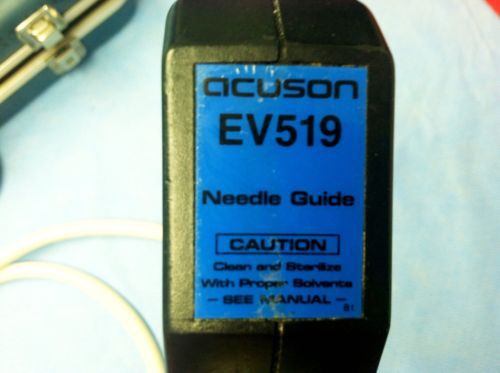 acuson
EV519
Needle Guide
CAUTION
Clean and Sterilize
With Proper Solvents
– SEE MANUAL –